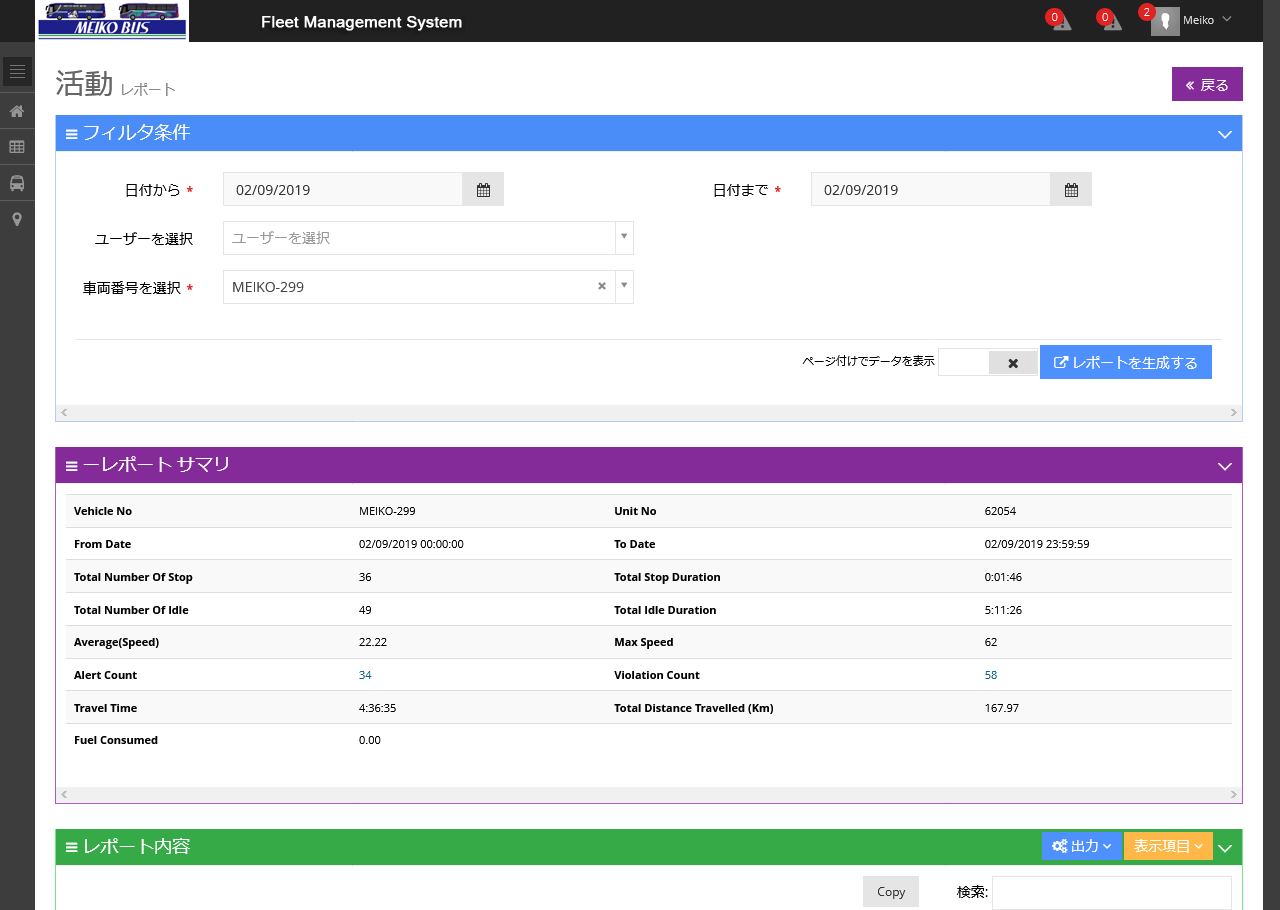 MEIKO BUS
Fleet Management System
0
0
2
Meiko
活動 レポート
戻る
フィルタ条件
日付から *
02/09/2019
日付まで *
02/09/2019
ユーザーを選択
ユーザーを選択
車両番号を選択 *
MEIKO-299
ページ付けでデータを表示
レポートを生成する
ーレポート サマリ
Vehicle No MEIKO-299 Unit No 62054
From Date 02/09/2019 00:00:00 To Date 02/09/2019 23:59:59
Total Number Of Stop 36 Total Stop Duration 0:01:46
Total Number Of Idle 49 Total Idle Duration 5:11:26
Average(Speed) 22.22 Max Speed 62
Alert Count 34 Violation Count 58
Travel Time 4:36:35 Total Distance Travelled (Km) 167.97
Fuel Consumed 0.00
レポート内容
出力
表示項目
Copy
検索: